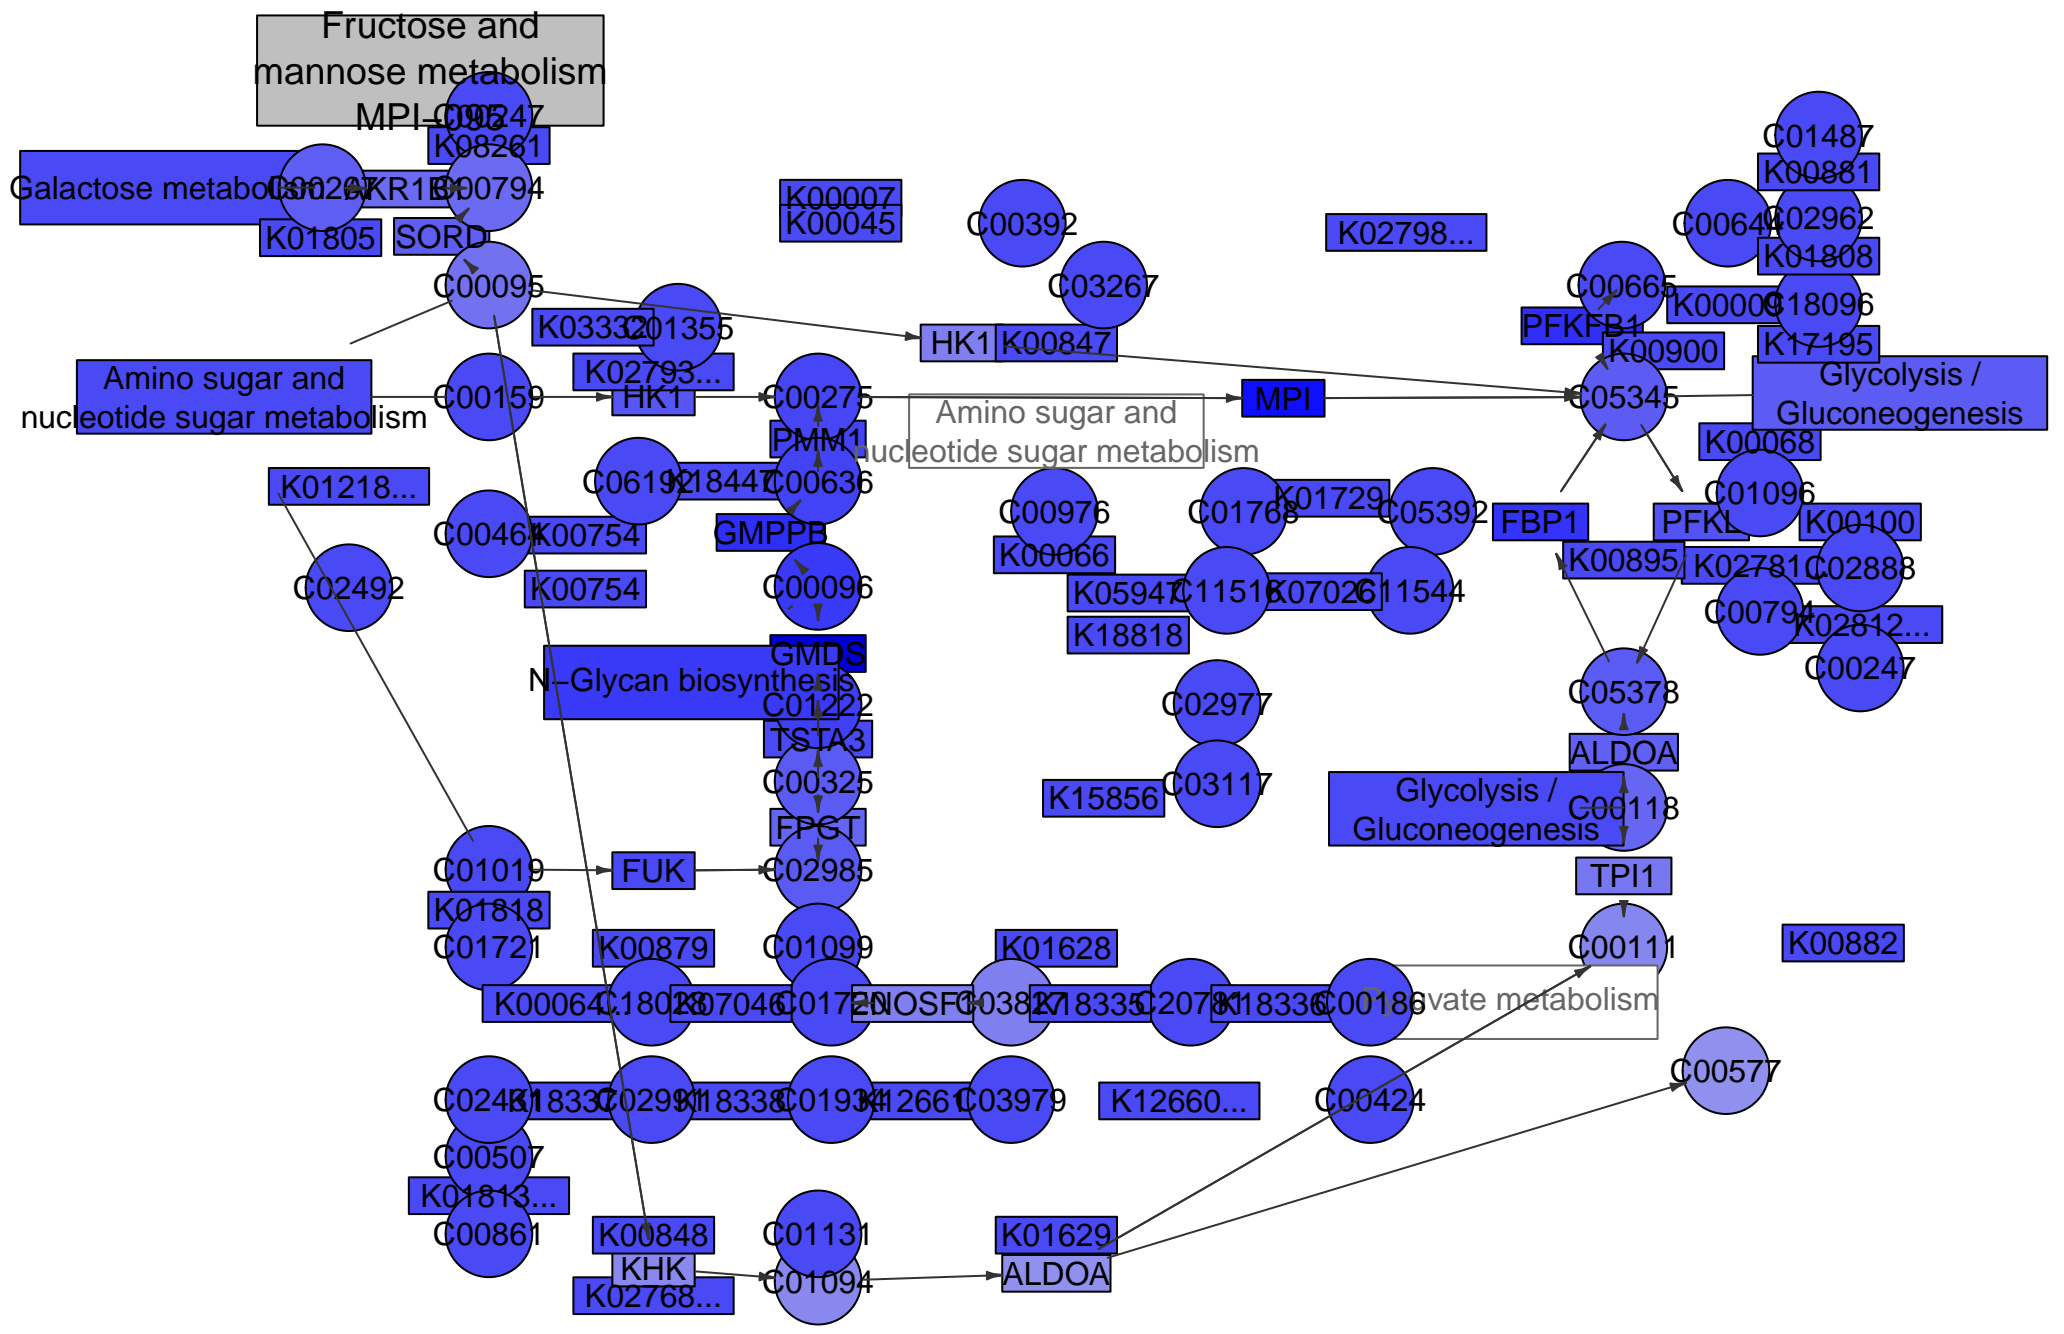 Fructose and
mannose metabolism
MPI-C95
C00247
K08261
Galactose metabolism
C00267
AKR1B1
C00794
K01805
SORD
K00007
K00045
C00392
K02798...
C00644
C01487
K00881
C02962
K01808
C00095
C03267
C00665
K00009
C18096
K03332
C01355
HK1
K00847
PFKFB1
K00900
K17195
K02793...
Amino sugar and
nucleotide sugar metabolism
C00159
HK1
C00275
Amino sugar and
nucleotide sugar metabolism
MPI
C05345
Glycolysis /
Gluconeogenesis
PMM1
K00068
K01218...
C06192
K18447
C00636
C01096
C00464
K00754
GMPPB
C00976
K00066
C01768
K01729
C05392
FBP1
PFKL
K00100
C02492
K00754
C00096
K05947
C11516
K07026
C11544
K00895
K02781...
C02888
K18818
C00794
K02812...
C00247
GMDS
N-Glycan biosynthesis
C01222
TSTA3
C02977
C05378
ALDOA
C00325
K15856
C03117
Glycolysis /
Gluconeogenesis
C00118
FPGT
C01019
FUK
C02985
TPI1
K01818
C01721
K00879
C01099
K01628
C00111
K00882
K00064...
C18028
K07046
C01720
ENOSF1
C03827
K18335
C20781
K18336
C00186
Pyruvate metabolism
C00577
C02431
K18337
C02991
K18338
C01934
K12661
C03979
K12660...
C00424
C00507
K01813...
C00861
K00848
C01131
K01629
KHK
C01094
ALDOA
K02768...